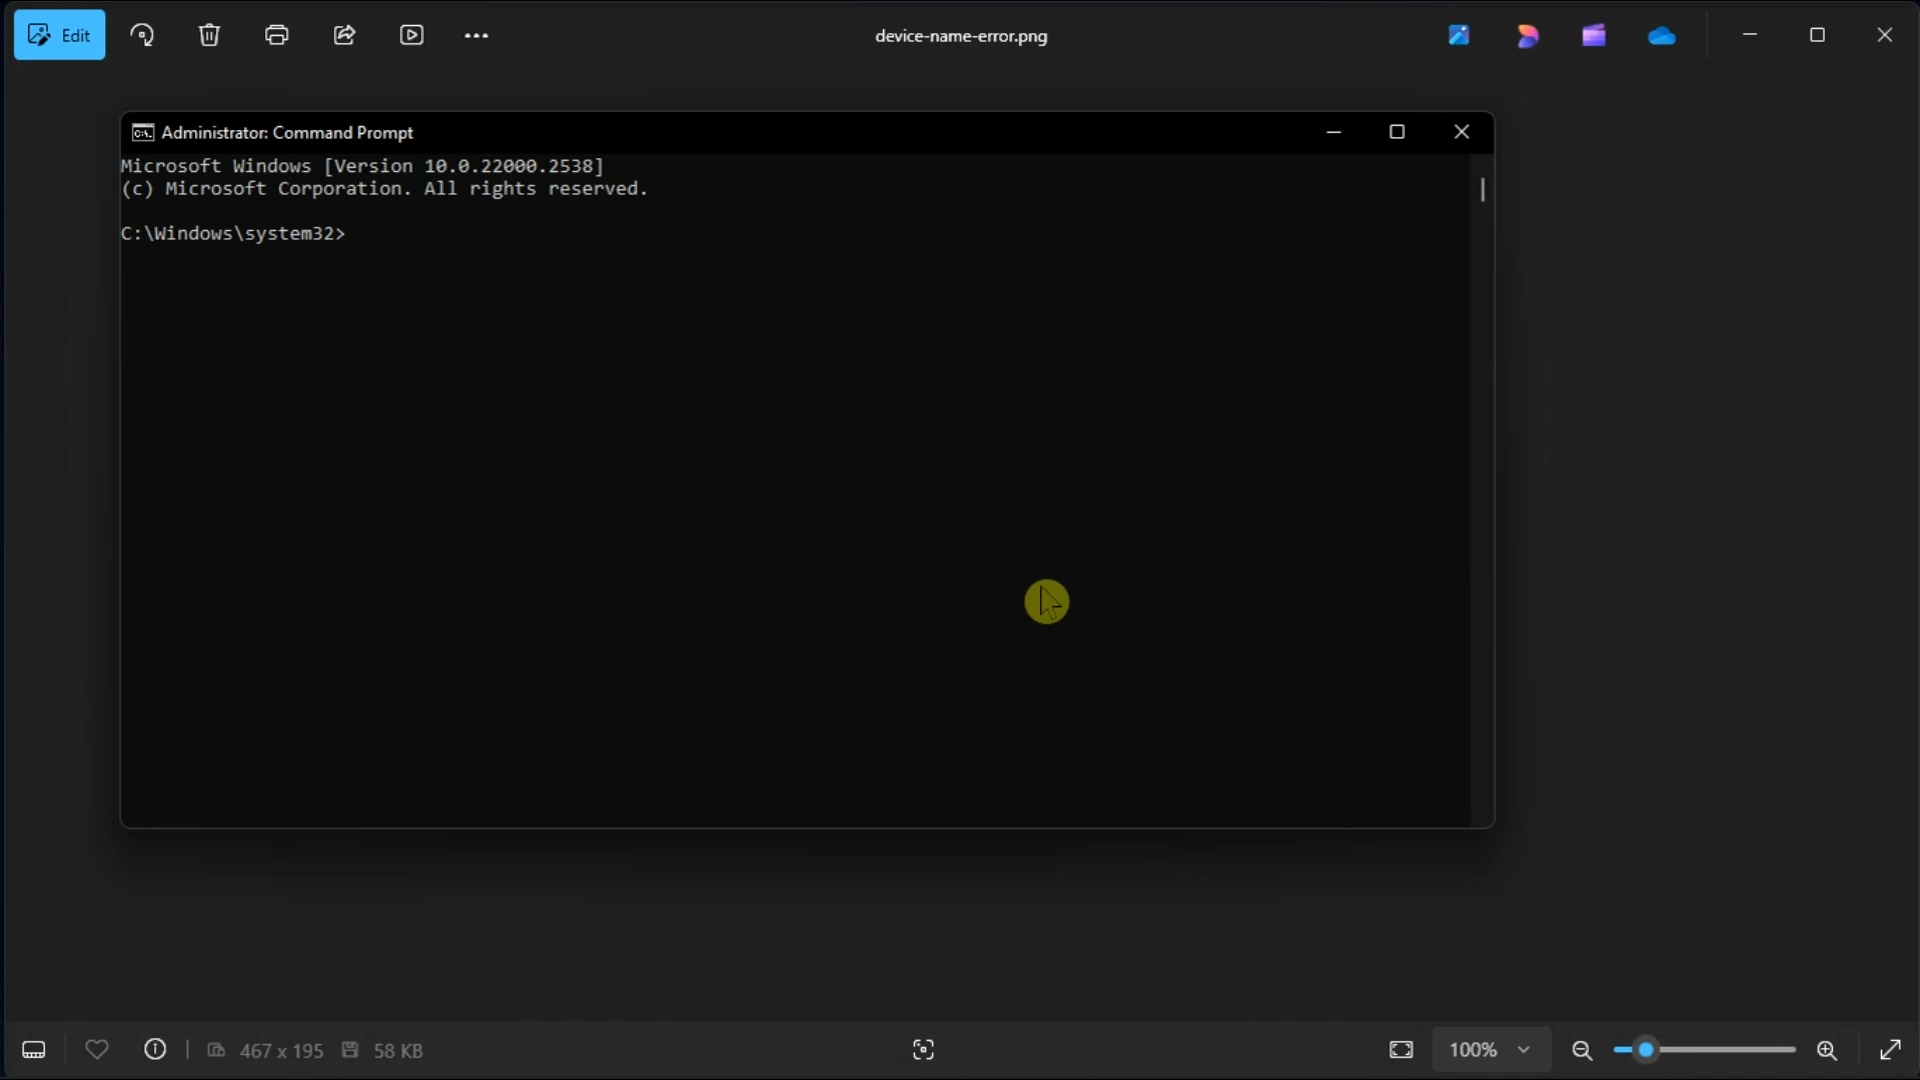 Edit
device-name-error.png
Administrator: Command Prompt
Microsoft Windows [Version 10.0.22000.2538]
(c) Microsoft Corporation. All rights reserved.
C:\Windows\system32>
467 x 195
58 KB
100%